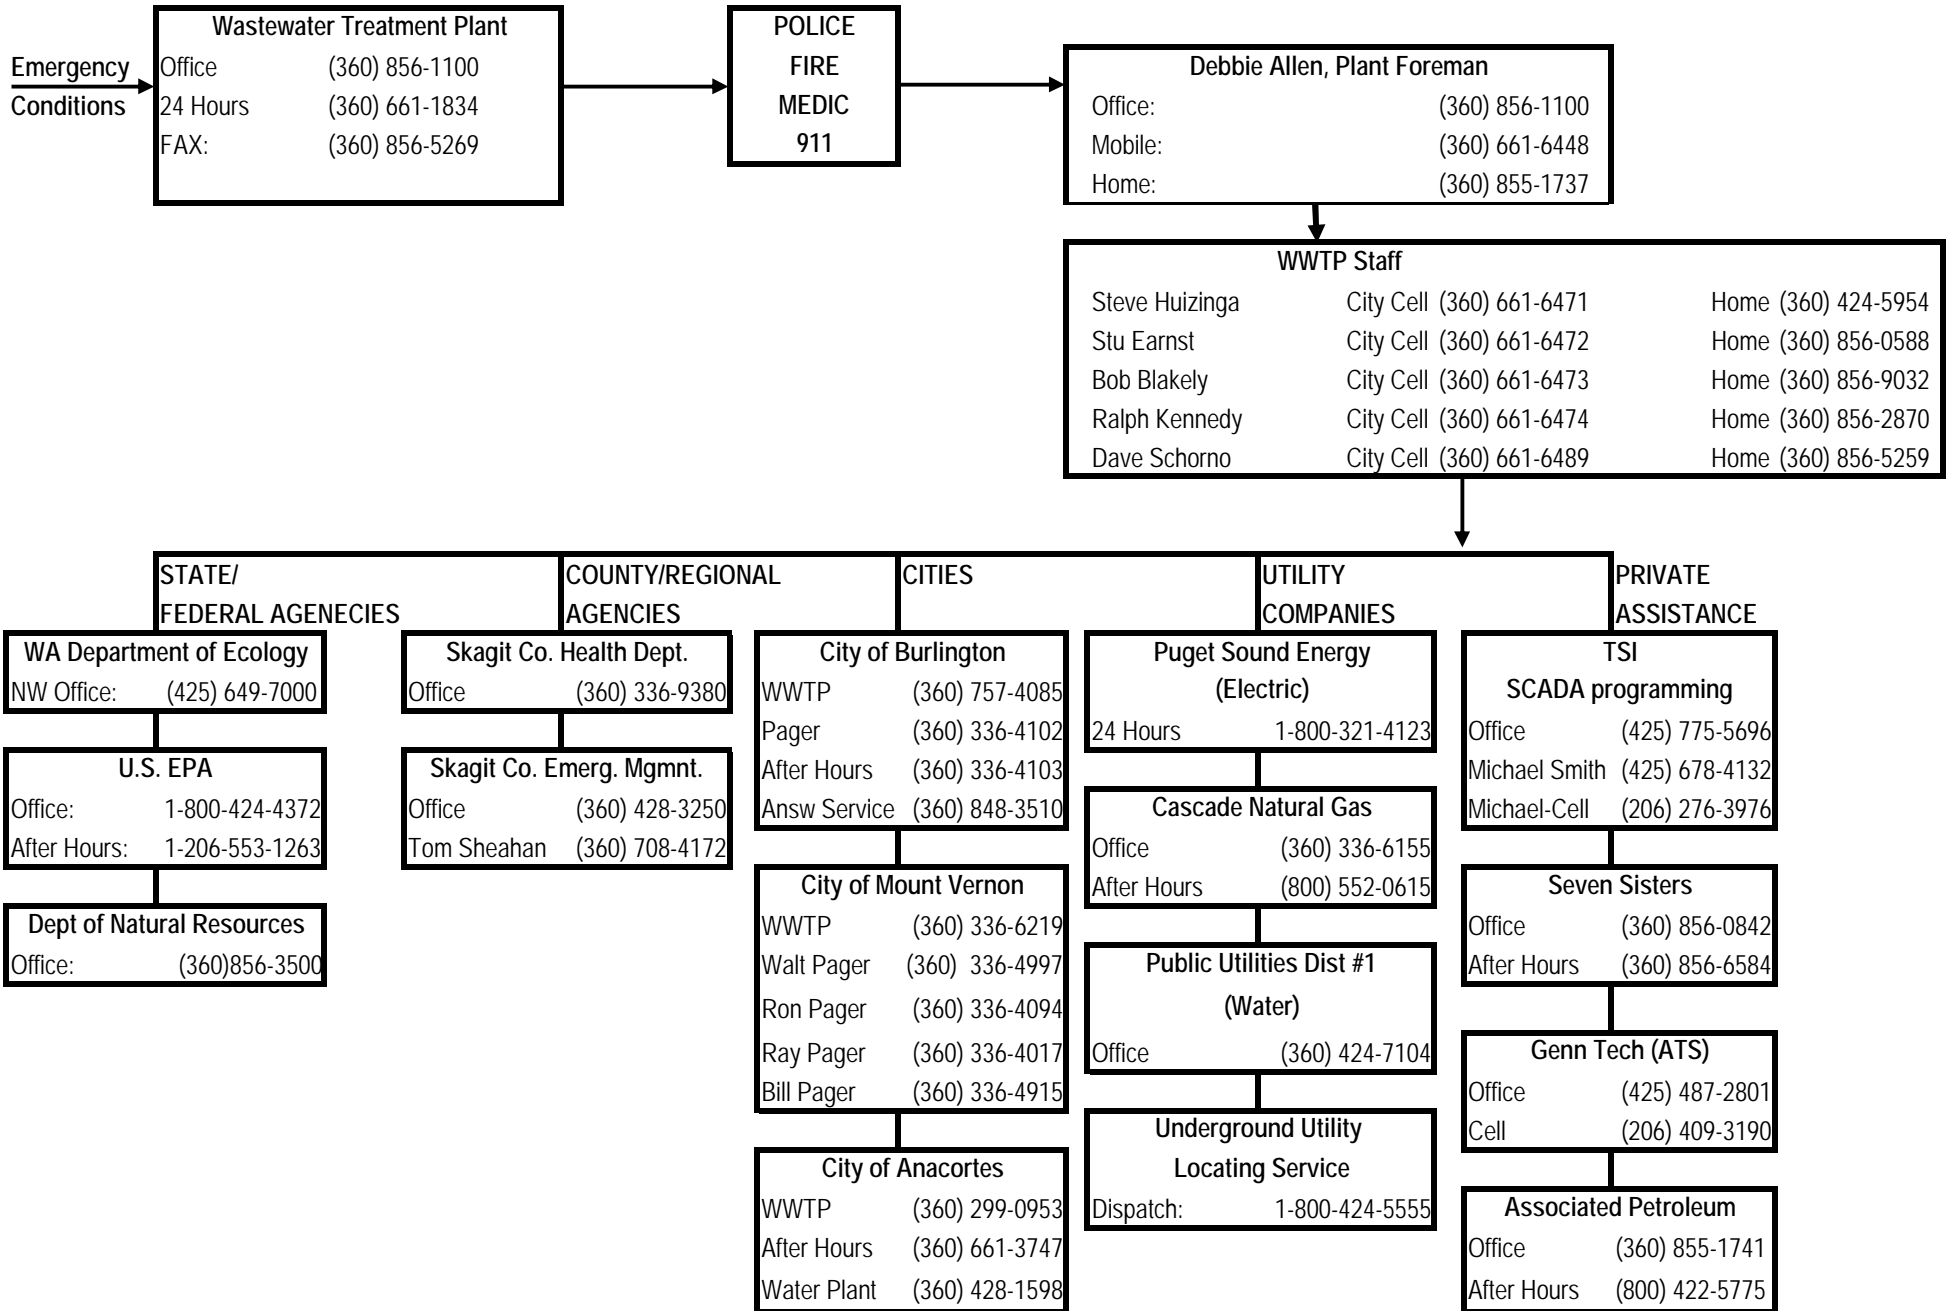 Emergency
Conditions
Wastewater Treatment Plant
Office (360) 856-1100
24 Hours (360) 661-1834
FAX: (360) 856-5269
POLICE
FIRE
MEDIC
911
Debbie Allen, Plant Foreman
Office: (360) 856-1100
Mobile: (360) 661-6448
Home: (360) 855-1737
WWTP Staff
Steve Huizinga City Cell (360) 661-6471 Home (360) 424-5954
Stu Earnst City Cell (360) 661-6472 Home (360) 856-0588
Bob Blakely City Cell (360) 661-6473 Home (360) 856-9032
Ralph Kennedy City Cell (360) 661-6474 Home (360) 856-2870
Dave Schorno City Cell (360) 661-6489 Home (360) 856-5259
STATE/
FEDERAL AGENECIES
WA Department of Ecology
NW Office: (425) 649-7000
U.S. EPA
Office: 1-800-424-4372
After Hours: 1-206-553-1263
Dept of Natural Resources
Office: (360)856-3500
COUNTY/REGIONAL
AGENCIES
Skagit Co. Health Dept.
Office (360) 336-9380
Skagit Co. Emerg. Mgmnt.
Office (360) 428-3250
Tom Sheahan (360) 708-4172
CITIES
City of Burlington
WWTP (360) 757-4085
Pager (360) 336-4102
After Hours (360) 336-4103
Answ Service (360) 848-3510
City of Mount Vernon
WWTP (360) 336-6219
Walt Pager (360) 336-4997
Ron Pager (360) 336-4094
Ray Pager (360) 336-4017
Bill Pager (360) 336-4915
City of Anacortes
WWTP (360) 299-0953
After Hours (360) 661-3747
Water Plant (360) 428-1598
UTILITY
COMPANIES
Puget Sound Energy
(Electric)
24 Hours 1-800-321-4123
Cascade Natural Gas
Office (360) 336-6155
After Hours (800) 552-0615
Public Utilities Dist #1
(Water)
Office (360) 424-7104
Underground Utility
Locating Service
Dispatch: 1-800-424-5555
PRIVATE
ASSISTANCE
TSI
SCADA programming
Office (425) 775-5696
Michael Smith (425) 678-4132
Michael-Cell (206) 276-3976
Seven Sisters
Office (360) 856-0842
After Hours (360) 856-6584
Genn Tech (ATS)
Office (425) 487-2801
Cell (206) 409-3190
Associated Petroleum
Office (360) 855-1741
After Hours (800) 422-5775